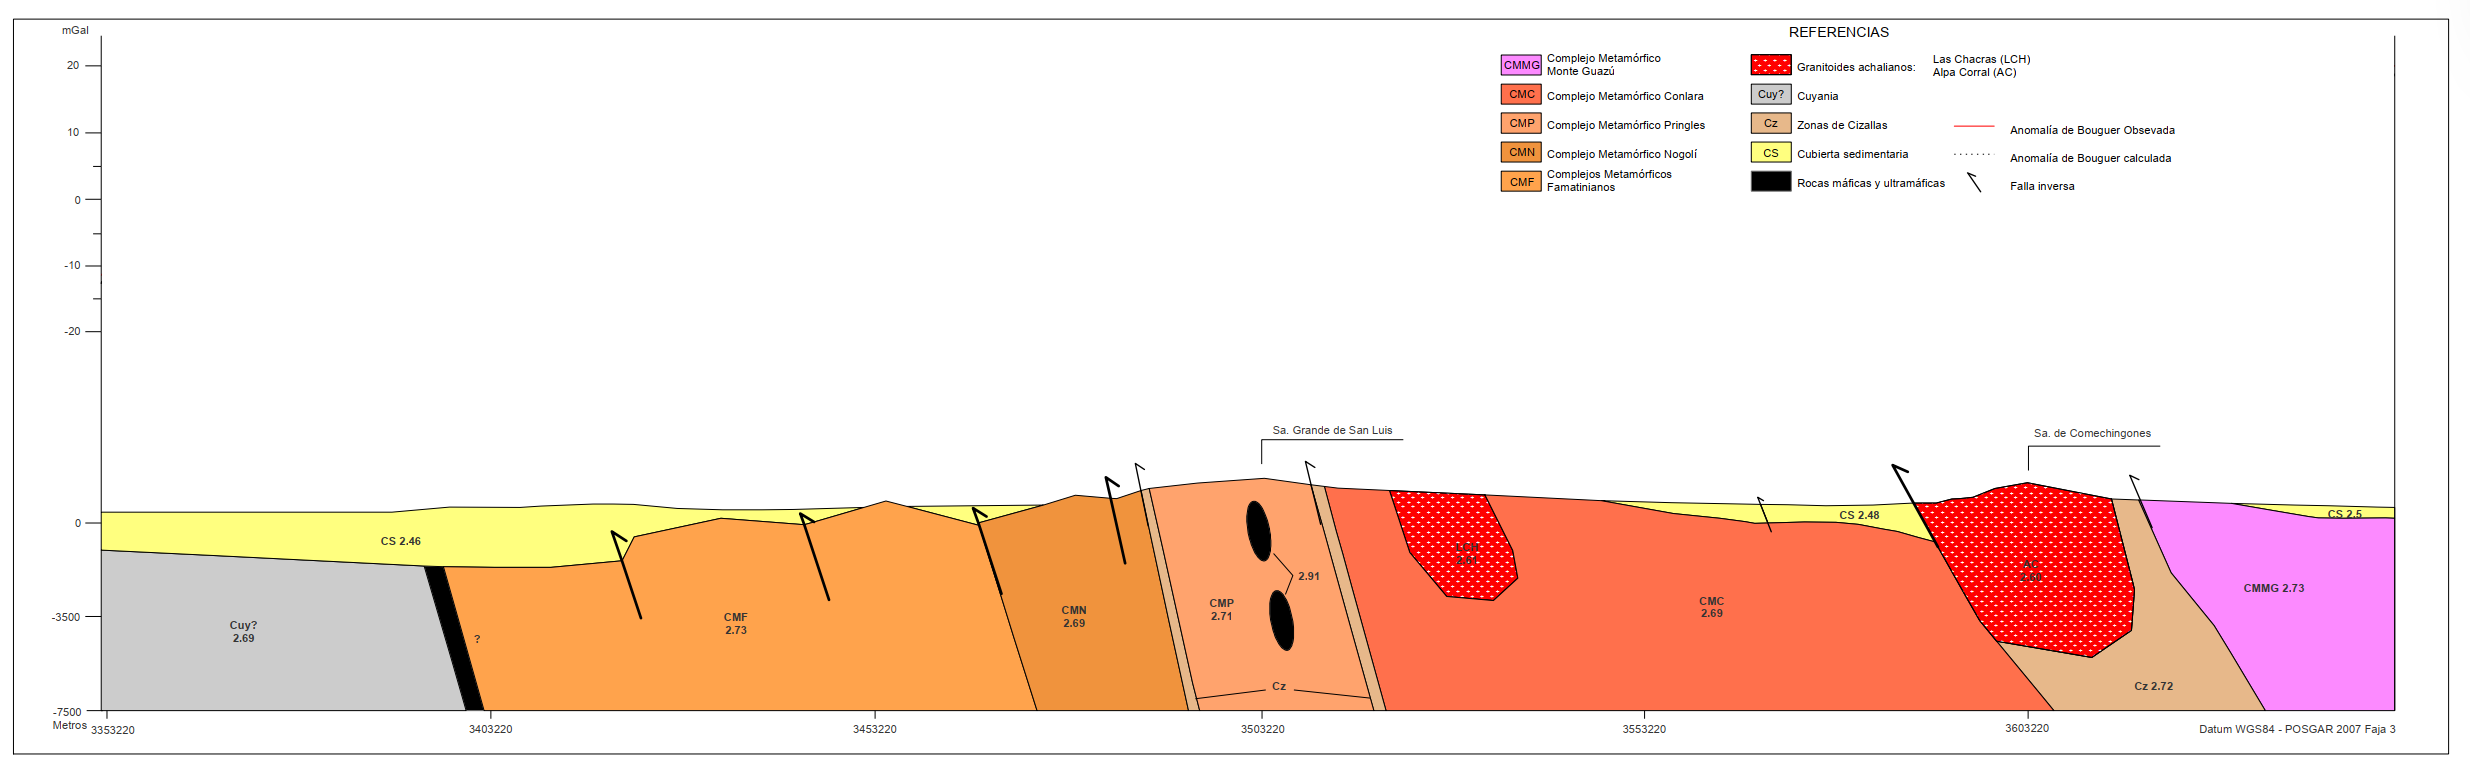 mGal
20
10
0
-10
-20
REFERENCIAS
CMMG Complejo Metamórfico
Monte Guazú
CMC Complejo Metamórfico Conlara
CMP Complejo Metamórfico Pringles
CMN Complejo Metamórfico Nogolí
CMF Complejos Metamórficos
Famatinianos
Granitoides achalianos:
Las Chacras (LCH)
Alpa Corral (AC)
Cuy? Cuyania
Cz Zonas de Cizallas
CS Cubierta sedimentaria
Rocas máficas y ultramáficas
Anomalía de Bouguer Obsevada
Anomalía de Bouguer calculada
Falla inversa
Sa. Grande de San Luis
Sa. de Comechingones
0
-3500
-7500
Metros
CS 2.46
CS 2.48
CS 2.5
Cuy?
2.69
?
CMF
2.73
CMN
2.69
CMP
2.71
2.91
Cz
LCH
CMC
2.69
AC
2.60
Cz 2.72
CMMG 2.73
3353220
3403220
3453220
3503220
3553220
3603220
Datum WGS84 - POSGAR 2007 Faja 3